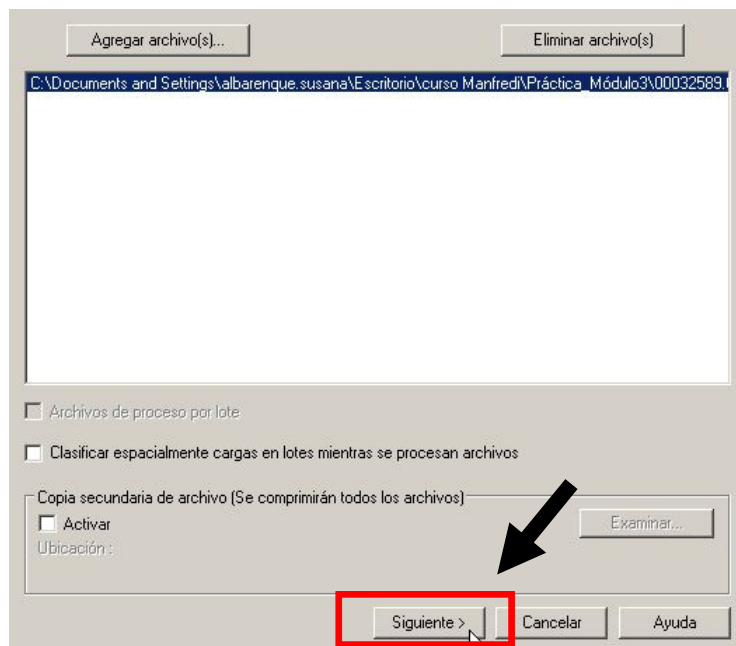 Agregar archivo(s)... Eliminar archivo(s)
C:\Documents and Settings\albarenque.susana\Escritorio\curso Manfredi\Práctica_Módulo3\00032589.
Archivos de proceso por lote
Clasificar espacialmente cargas en lotes mientras se procesan archivos
Copia secundaria de archivo (Se comprimirán todos los archivos)
Activar Examinar...
Ubicación :
Siguiente > Cancelar Ayuda